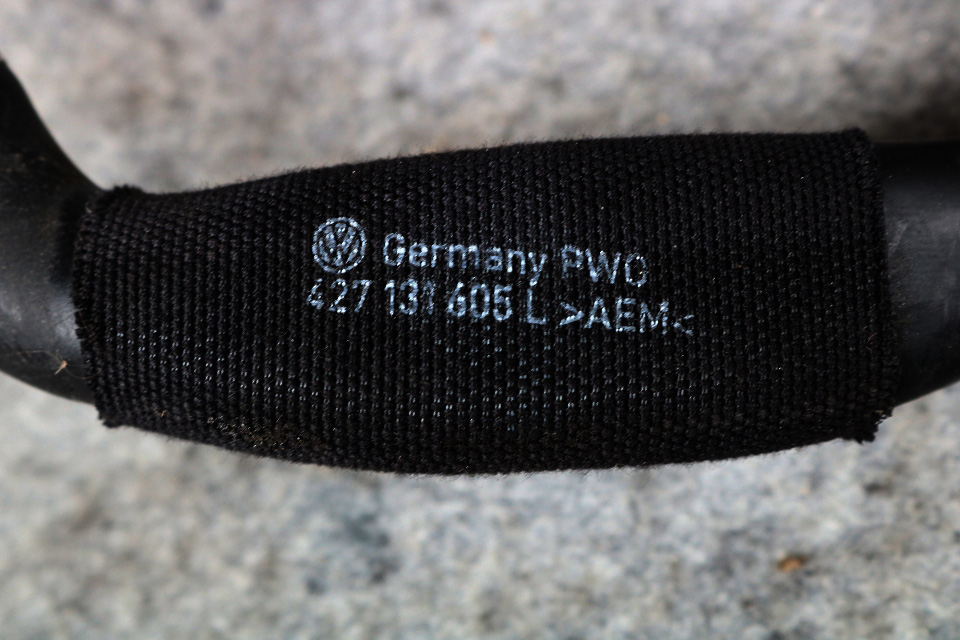 Germany PWO
427 131 605 L >AEM<